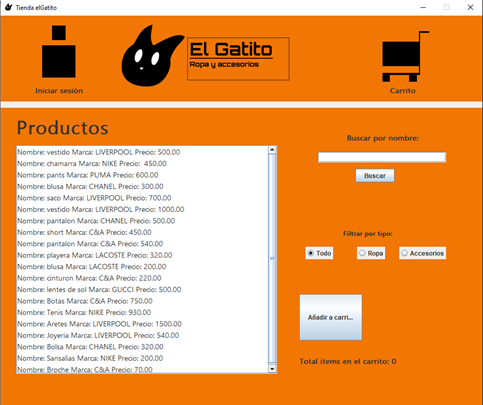 Tienda elGatito
El Gatito
Ropa y accesorios
Iniciar sesión
Carrito
Productos
Nombre: vestido Marca: LIVERPOOL Precio: 500.00
Nombre: chamarra Marca: NIKE Precio: 450.00
Nombre: pants Marca: PUMA Precio: 600.00
Nombre: blusa Marca: CHANEL Precio: 300.00
Nombre: saco Marca: LIVERPOOL Precio: 700.00
Nombre: vestido Marca: LIVERPOOL Precio: 1000.00
Nombre: pantalon Marca: CHANEL Precio: 500.00
Nombre: short Marca: C&A Precio: 450.00
Nombre: pantalon Marca: C&A Precio: 540.00
Nombre: playera Marca: LACOSTE Precio: 320.00
Nombre: blusa Marca: LACOSTE Precio: 200.00
Nombre: cinturon Marca: C&A Precio: 220.00
Nombre: lentes de sol Marca: GUCCI Precio: 500.00
Nombre: Botas Marca: C&A Precio: 750.00
Nombre: Tenis Marca: NIKE Precio: 930.00
Nombre: Aretes Marca: LIVERPOOL Precio: 1500.00
Nombre: Joyeria Marca: LIVERPOOL Precio: 540.00
Nombre: Bolsa Marca: CHANEL Precio: 320.00
Nombre: Sansalias Marca: NIKE Precio: 200.00
Nombre: Broche Marca: C&A Precio: 70.00
Buscar por nombre:
Buscar
Filtrar por tipo:
Todo
Ropa
Accesorios
Añadir a carri...
Total items en el carrito: 0